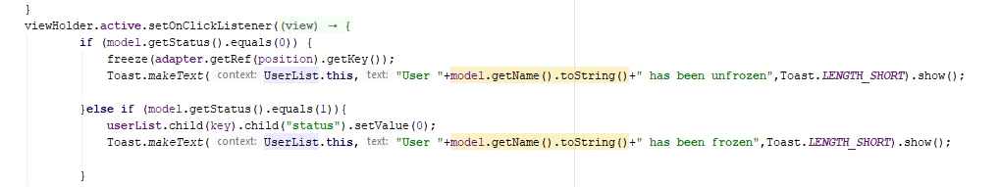 }
viewHolder.active.setOnClickListener((view) → {
if (model.getStatus().equals(0)) {
freeze(adapter.getRef(position).getKey());
Toast.makeText( context: UserList.this, text: "User "+model.getName().toString()+" has been unfrozen",Toast.LENGTH_SHORT).show();
}else if (model.getStatus().equals(1)){
userList.child(key).child("status").setValue(0);
Toast.makeText( context: UserList.this, text: "User "+model.getName().toString()+" has been frozen",Toast.LENGTH_SHORT).show();
}